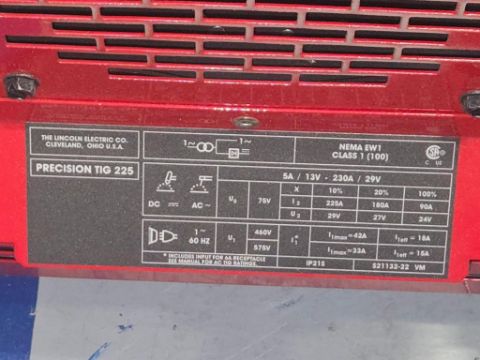 THE LINCOLN ELECTRIC CO.
CLEVELAND, OHIO U.S.A.
PRECISION TIG 225
1~ 1~
NEMA EW1
CLASS 1 (100)
CSA
C US
DC AC ~
U0 75V
5A / 13V - 230A / 29V
X 10% 20% 100%
I2 225A 180A 90A
U2 29V 27V 24V
1~
60 HZ
U1 460V I1* I1max=42A I1eff = 18A
575V I1max=33A I1eff = 15A
* INCLUDES INPUT FOR 6A RECEPTACLE
SEE MANUAL FOR AC TIG RATINGS.
IP21S
S21132-22 VM